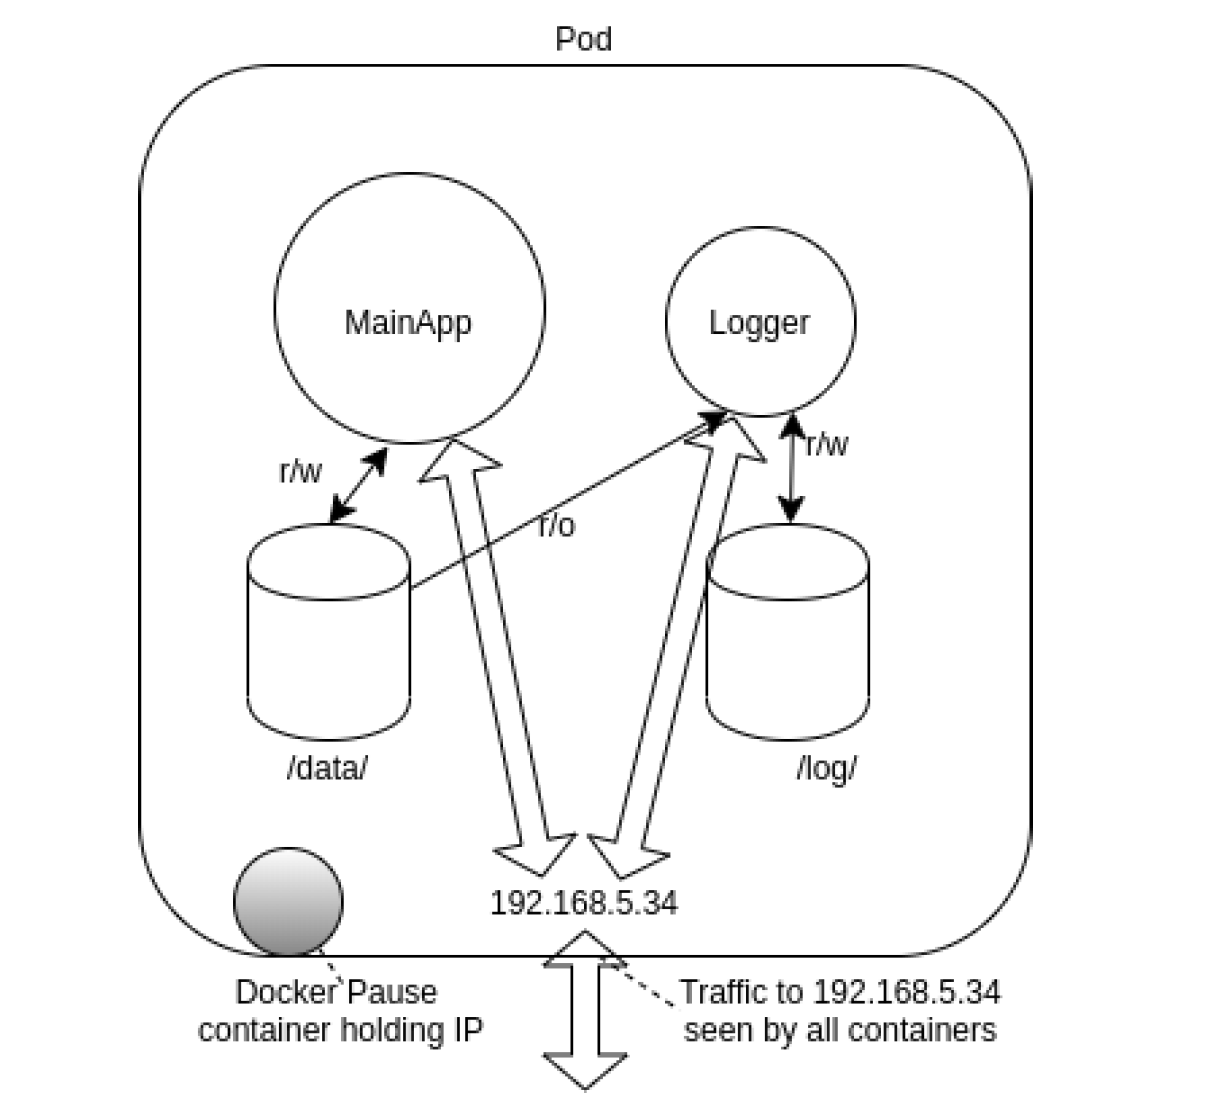 Pod
MainApp
Logger
r/w
r/w
r/o
/data/
/log/
192.168.5.34
Docker Pause
container holding IP
Traffic to 192.168.5.34
seen by all containers